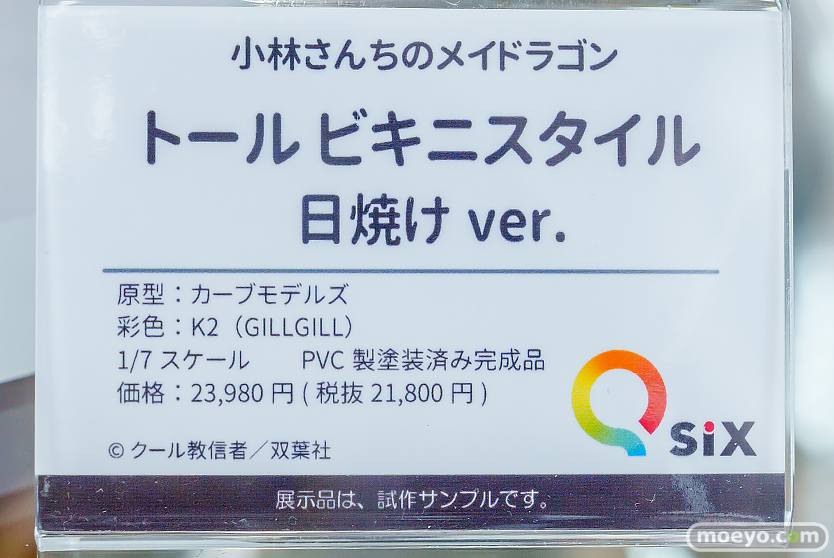 小林さんちのメイドラゴン
トール ビキニスタイル
日焼け ver.
原型：カーブモデルズ
彩色：K2（GILLGILL）
1/7 スケール　　PVC 製塗装済み完成品
価格：23,980 円 ( 税抜 21,800 円 )
© クール教信者／双葉社
Q six
展示品は、試作サンプルです。
moeyo.com